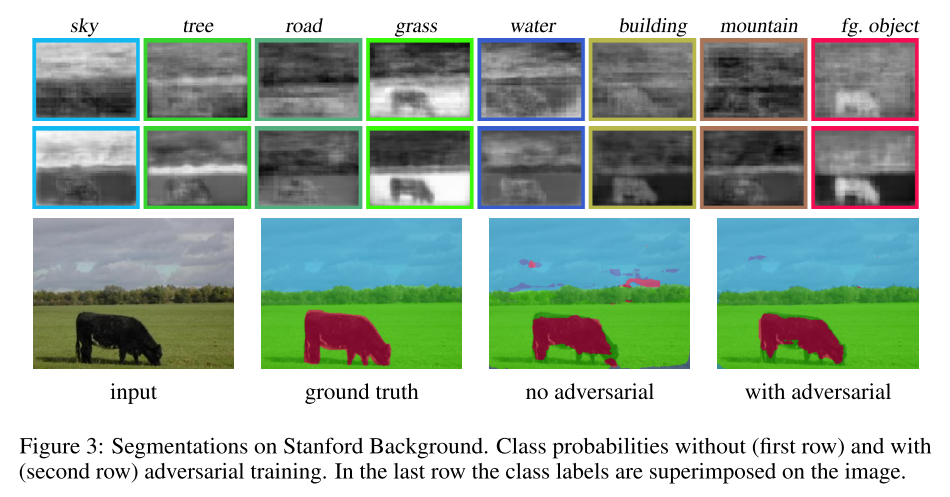 sky tree road grass water building mountain fg. object
input ground truth no adversarial with adversarial
Figure 3: Segmentations on Stanford Background. Class probabilities without (first row) and with
(second row) adversarial training. In the last row the class labels are superimposed on the image.